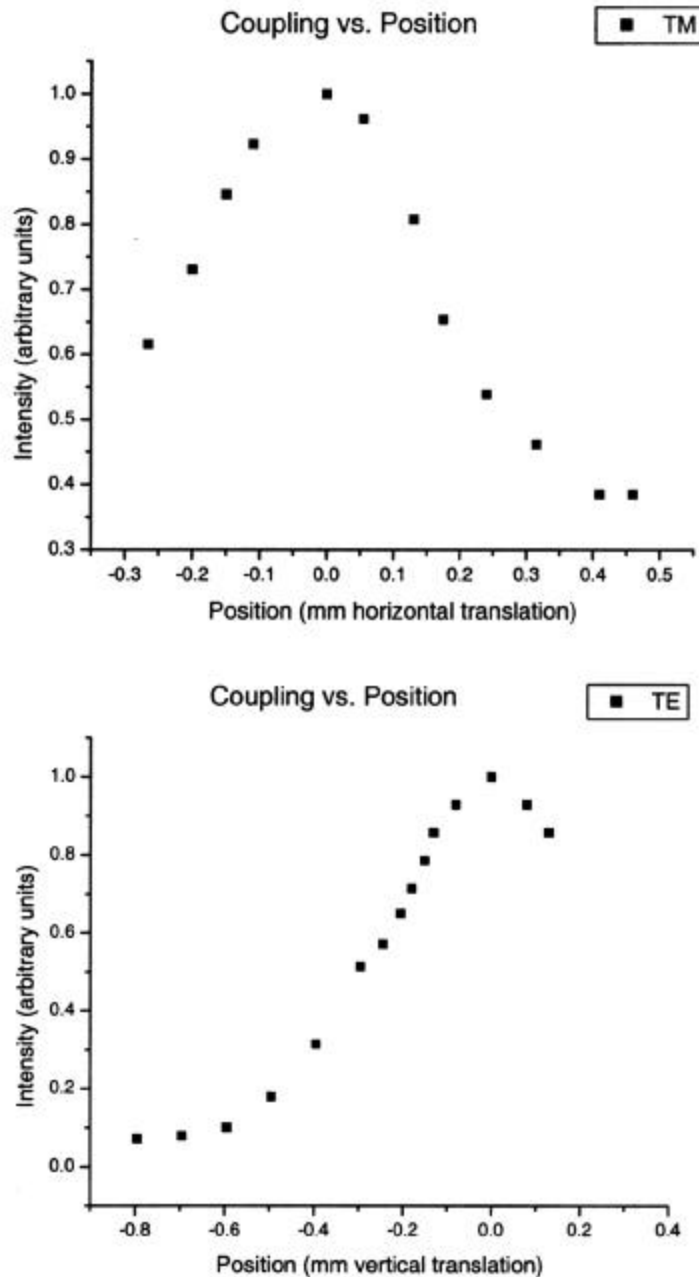 Coupling vs. Position
TM
1.0
0.9
0.8
0.7
0.6
0.5
0.4
0.3
Intensity (arbitrary units)
-0.3 -0.2 -0.1 0.0 0.1 0.2 0.3 0.4 0.5
Position (mm horizontal translation)
Coupling vs. Position
TE
1.0
0.8
0.6
0.4
0.2
0.0
Intensity (arbitrary units)
-0.8 -0.6 -0.4 -0.2 0.0 0.2 0.4
Position (mm vertical translation)